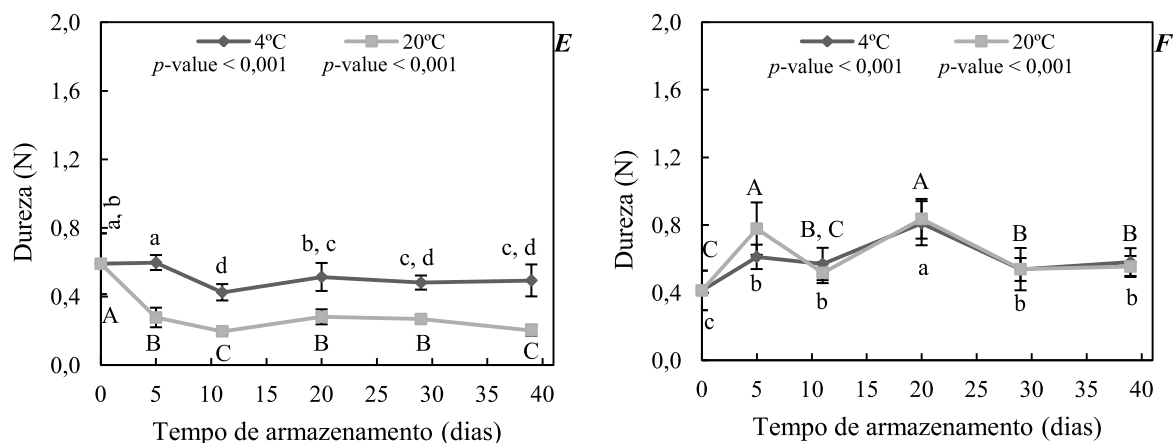 2,0
4ºC
20ºC
E
p-value < 0,001
p-value < 0,001
1,6
1,2
0,8
0,4
0,0
Dureza (N)
a, b
a
d
b, c
c, d
c, d
A
B
C
B
B
C
0 5 10 15 20 25 30 35 40
Tempo de armazenamento (dias)
2,0
4ºC
20ºC
F
p-value < 0,001
p-value < 0,001
1,6
1,2
0,8
0,4
0,0
Dureza (N)
C
A
B, C
A
B
B
c
b
b
a
b
b
0 5 10 15 20 25 30 35 40
Tempo de armazenamento (dias)